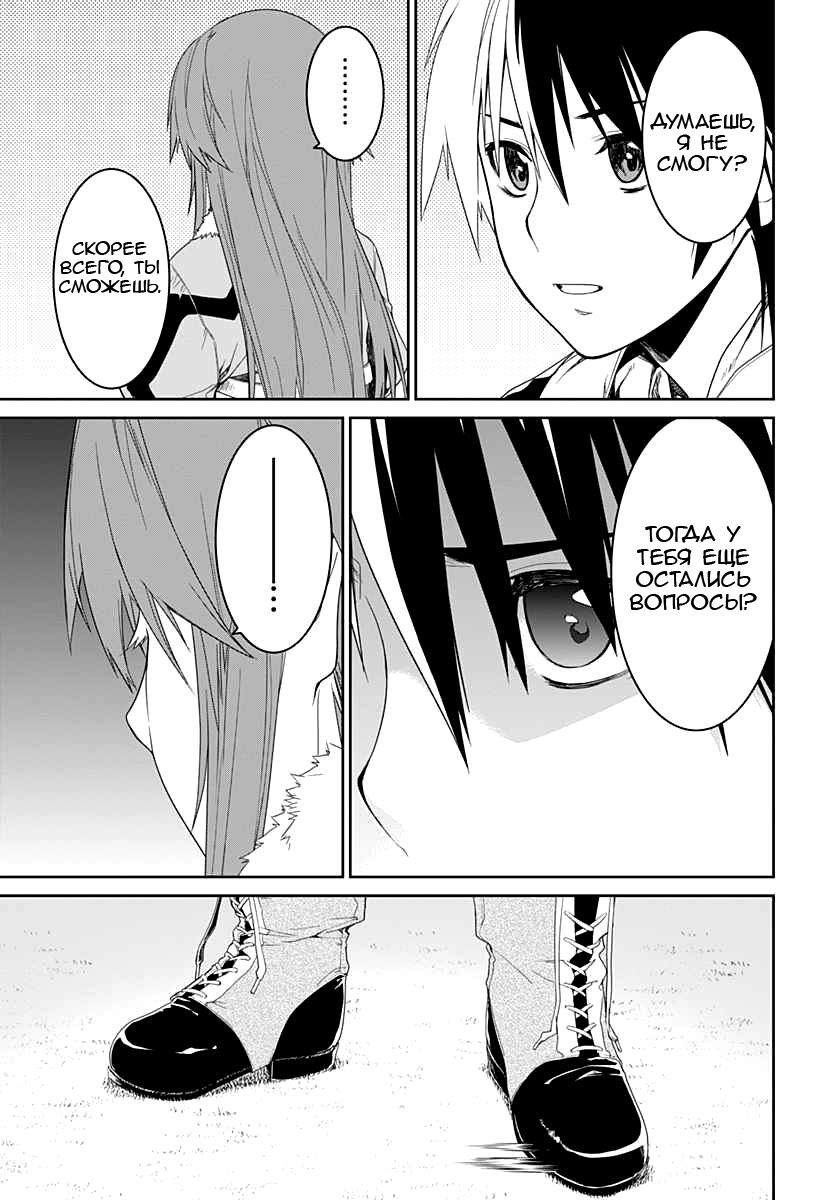 ДУМАЕШЬ,
Я НЕ
СМОГУ?
.........
СКОРЕЕ
ВСЕГО, ТЫ
СМОЖЕШЬ.
ТОГДА У
ТЕБЯ ЕЩЕ
ОСТАЛИСЬ
ВОПРОСЫ?
—...